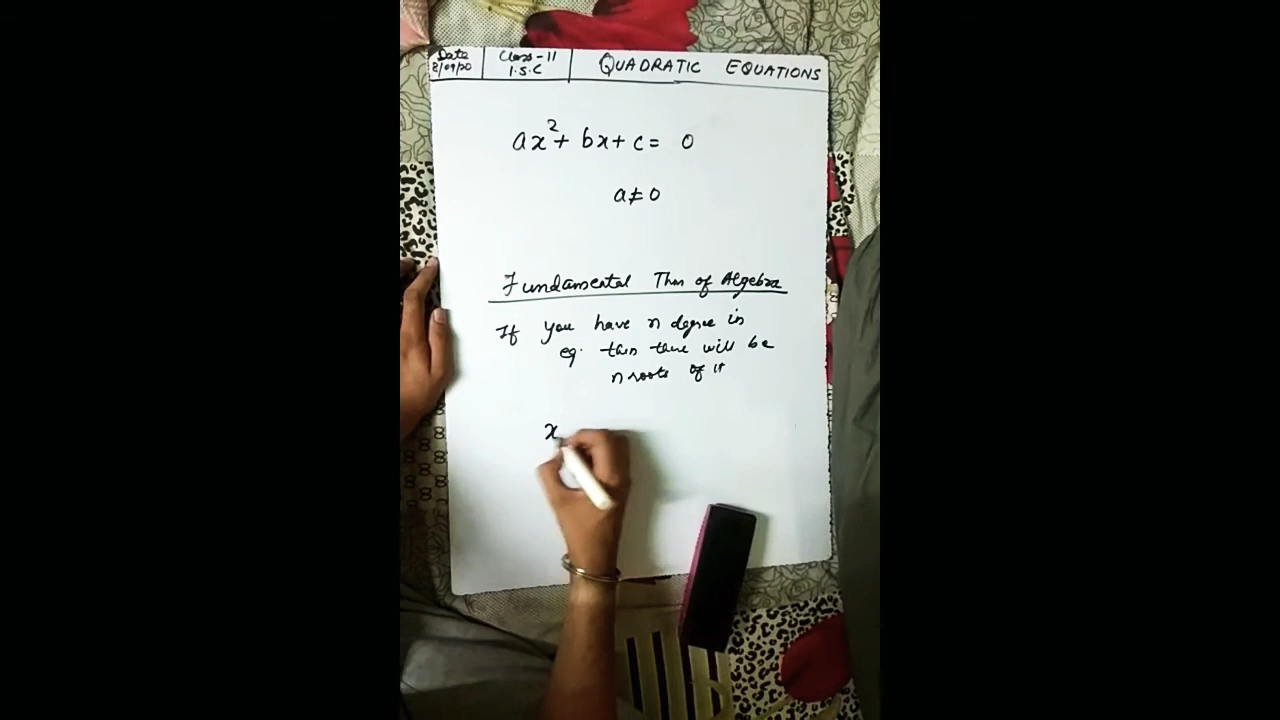 Date
8/09/20
Class-11
I.S.C
QUADRATIC EQUATIONS
ax²+ bx+c= 0
a≠0
Fundamental Thm of Algebra
If you have n degree in
eq. then there will be
n roots of it
x